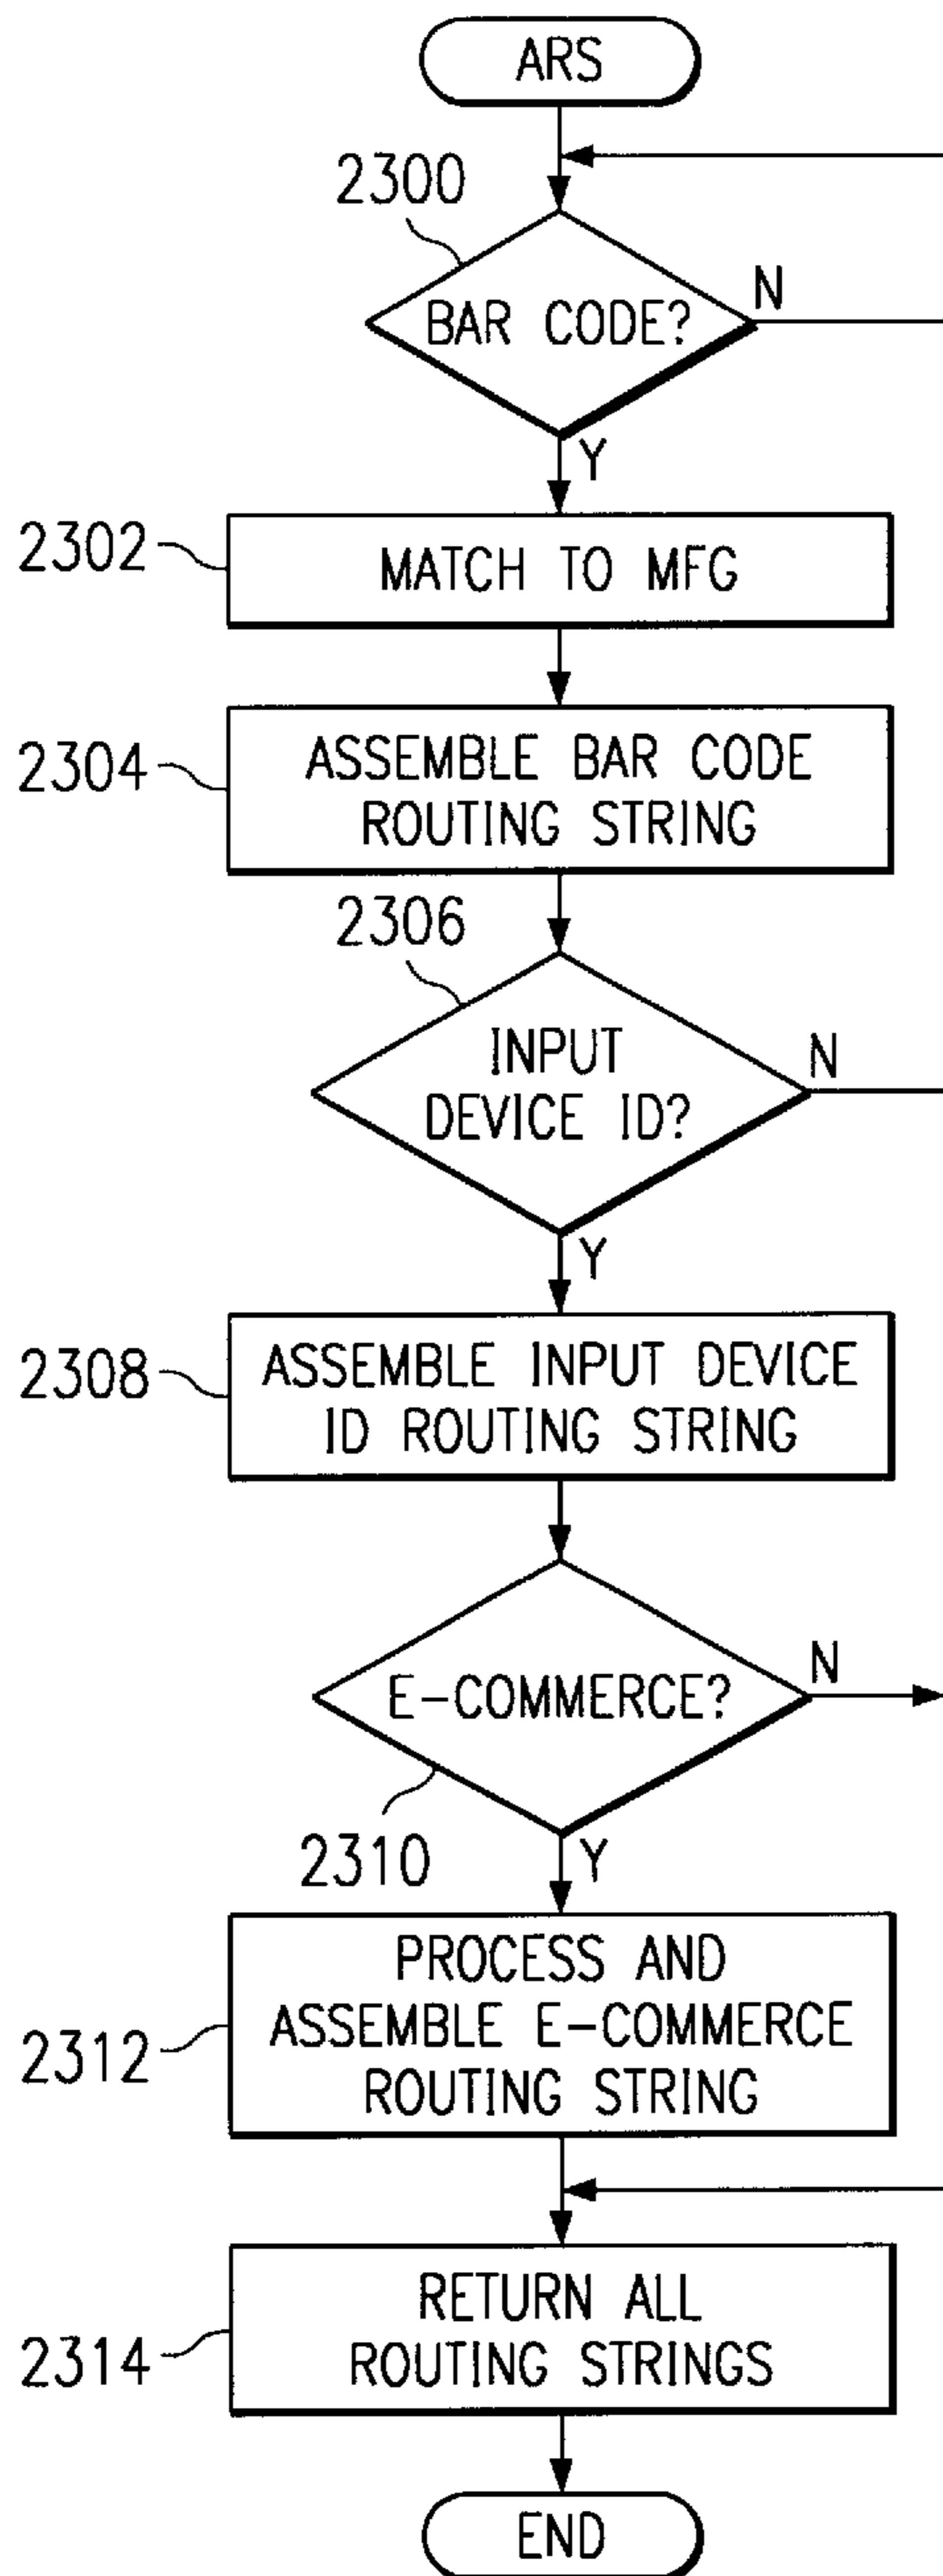 ARS
2300
BAR CODE?
N
Y
2302
MATCH TO MFG
2304
ASSEMBLE BAR CODE
ROUTING STRING
2306
INPUT
DEVICE ID?
N
Y
2308
ASSEMBLE INPUT DEVICE
ID ROUTING STRING
E-COMMERCE?
N
2310
Y
2312
PROCESS AND
ASSEMBLE E-COMMERCE
ROUTING STRING
2314
RETURN ALL
ROUTING STRINGS
END